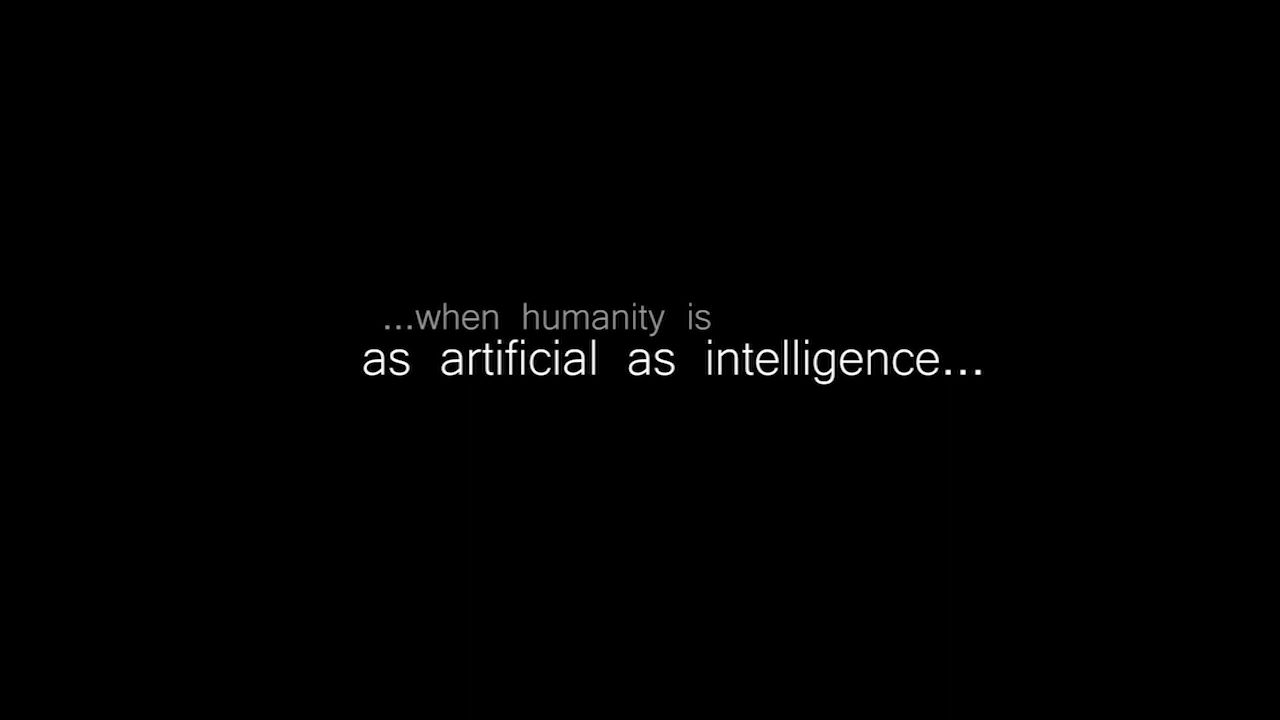 ...when humanity is
as artificial as intelligence...